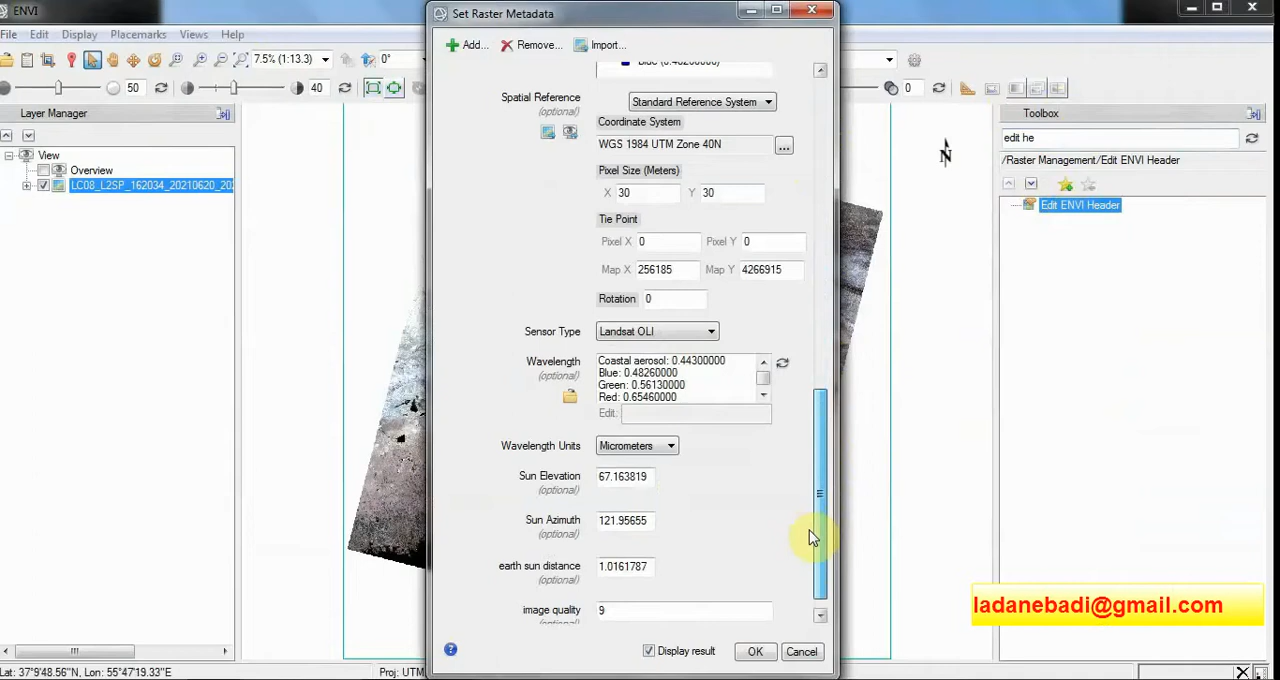 ENVI
Set Raster Metadata
File Edit Display Placemarks Views Help
Add... Remove... Import...
7.5% (1:13.3) 0°
50 40 0
Layer Manager
View
Overview
LC08_L2SP_162034_20210620_20
Blue (0.48260000)
Spatial Reference
(optional)
Standard Reference System
Coordinate System
WGS 1984 UTM Zone 40N
...
Pixel Size (Meters)
X 30 Y 30
Tie Point
Pixel X 0 Pixel Y 0
Map X 256185 Map Y 4266915
Rotation 0
Sensor Type Landsat OLI
Wavelength
(optional)
Coastal aerosol: 0.44300000
Blue: 0.48260000
Green: 0.56130000
Red: 0.65460000
Edit:
Wavelength Units Micrometers
Sun Elevation 67.163819
(optional)
Sun Azimuth 121.95655
(optional)
earth sun distance 1.0161787
(optional)
image quality 9
(optional)
Display result OK Cancel
N
Toolbox
edit he
/Raster Management/Edit ENVI Header
Edit ENVI Header
ladanebadi@gmail.com
Lat: 37°9'48.56"N, Lon: 55°47'19.33"E
Proj: UTM